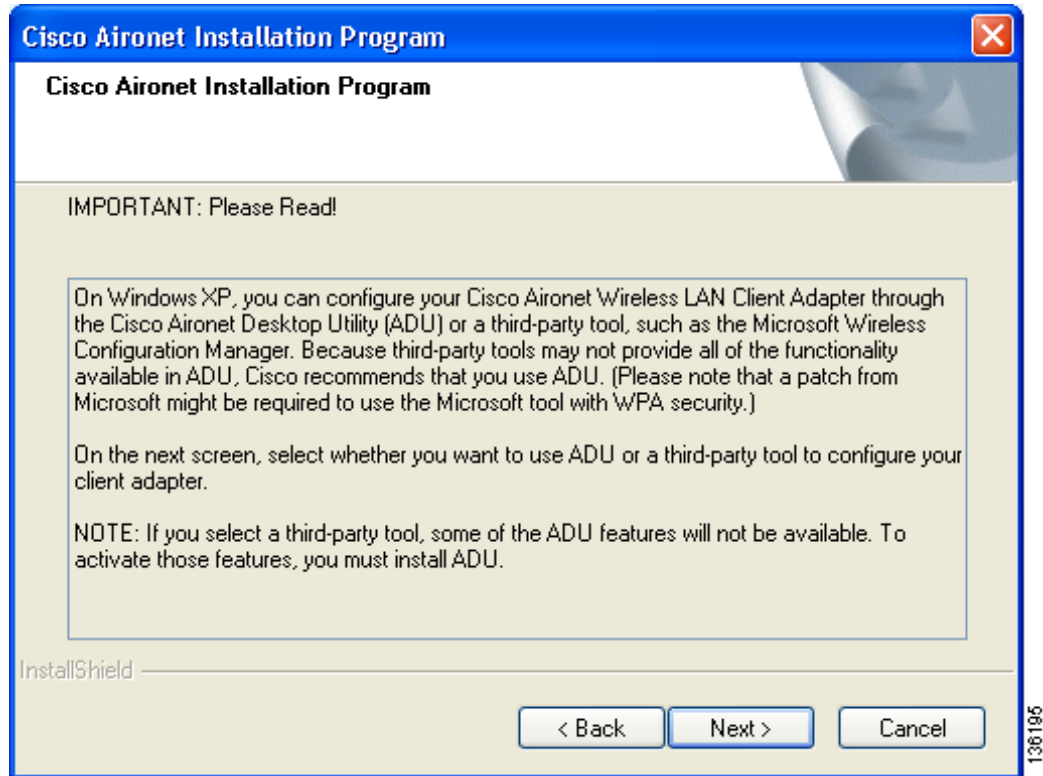 Cisco Aironet Installation Program
Cisco Aironet Installation Program
IMPORTANT: Please Read!
On Windows XP, you can configure your Cisco Aironet Wireless LAN Client Adapter through
the Cisco Aironet Desktop Utility (ADU) or a third-party tool, such as the Microsoft Wireless
Configuration Manager. Because third-party tools may not provide all of the functionality
available in ADU, Cisco recommends that you use ADU. (Please note that a patch from
Microsoft might be required to use the Microsoft tool with WPA security.)
On the next screen, select whether you want to use ADU or a third-party tool to configure your
client adapter.
NOTE: If you select a third-party tool, some of the ADU features will not be available. To
activate those features, you must install ADU.
InstallShield
< Back
Next >
Cancel
136195